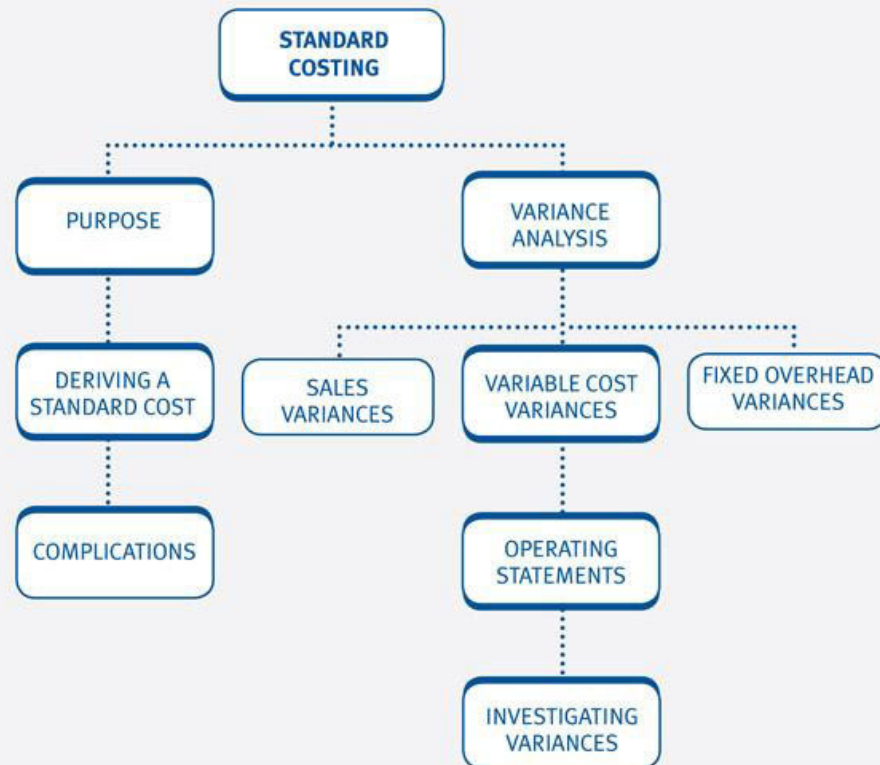 STANDARD
COSTING
PURPOSE
VARIANCE
ANALYSIS
DERIVING A
STANDARD COST
SALES
VARIANCES
VARIABLE COST
VARIANCES
FIXED OVERHEAD
VARIANCES
COMPLICATIONS
OPERATING
STATEMENTS
INVESTIGATING
VARIANCES